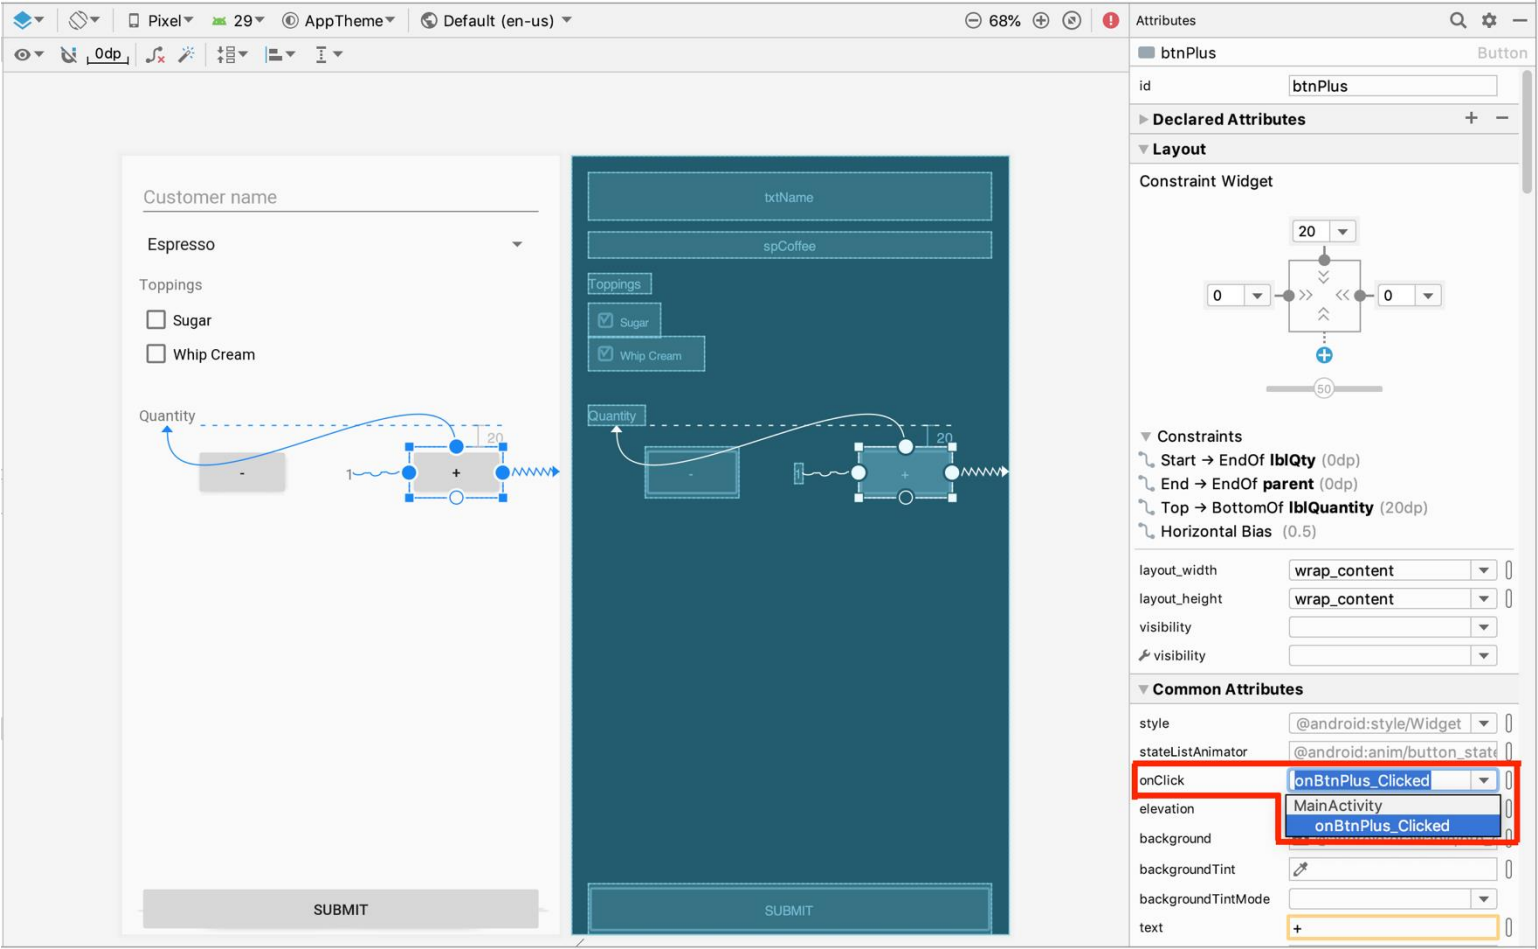 Pixel 29 AppTheme Default (en-us) 68%
Attributes
0dp
btnPlus Button
id btnPlus
Declared Attributes
Layout
Constraint Widget
20
0 0
50
Constraints
Start → EndOf lblQty (0dp)
End → EndOf parent (0dp)
Top → BottomOf lblQuantity (20dp)
Horizontal Bias (0.5)
layout_width wrap_content
layout_height wrap_content
visibility
visibility
Common Attributes
style @android:style/Widget
stateListAnimator @android:anim/button_state
onClick onBtnPlus_Clicked
MainActivity
onBtnPlus_Clicked
elevation
background
backgroundTint
backgroundTintMode
text +
Customer name
Espresso
Toppings
Sugar
Whip Cream
Quantity
20
- 1 +
SUBMIT
txtName
spCoffee
Toppings
Sugar
Whip Cream
Quantity
20
- 1 +
SUBMIT